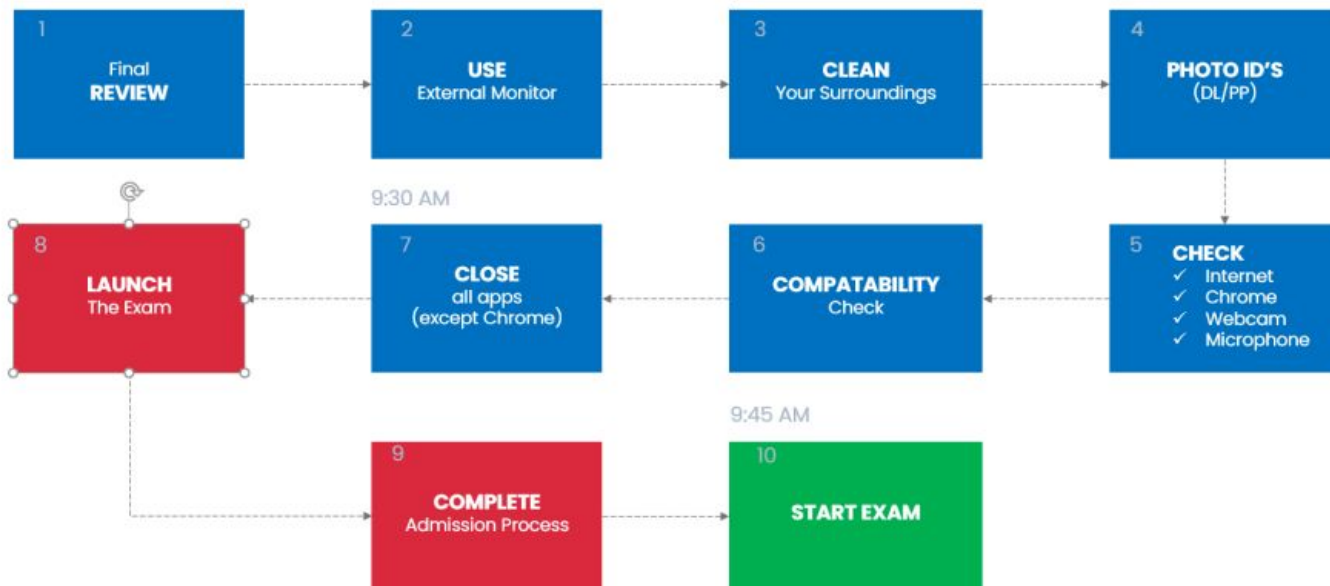 1
Final
REVIEW
2
USE
External Monitor
3
CLEAN
Your Surroundings
4
PHOTO ID'S
(DL/PP)
5
CHECK
✓ Internet
✓ Chrome
✓ Webcam
✓ Microphone
6
COMPATABILITY
Check
9:30 AM
7
CLOSE
all apps
(except Chrome)
8
LAUNCH
The Exam
9
COMPLETE
Admission Process
9:45 AM
10
START EXAM